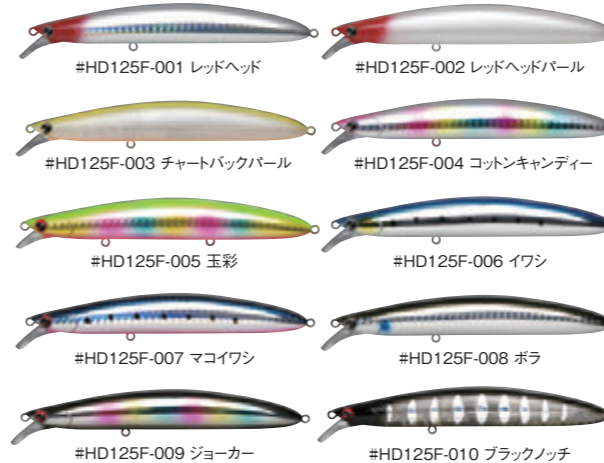 #HD125F-001 レッドヘッド
#HD125F-002 レッドヘッドパール
#HD125F-003 チャートバックパール
#HD125F-004 コットンキャンディー
#HD125F-005 玉彩
#HD125F-006 イワシ
#HD125F-007 マコイワシ
#HD125F-008 ボラ
#HD125F-009 ジョーカー
#HD125F-010 ブラックノッチ